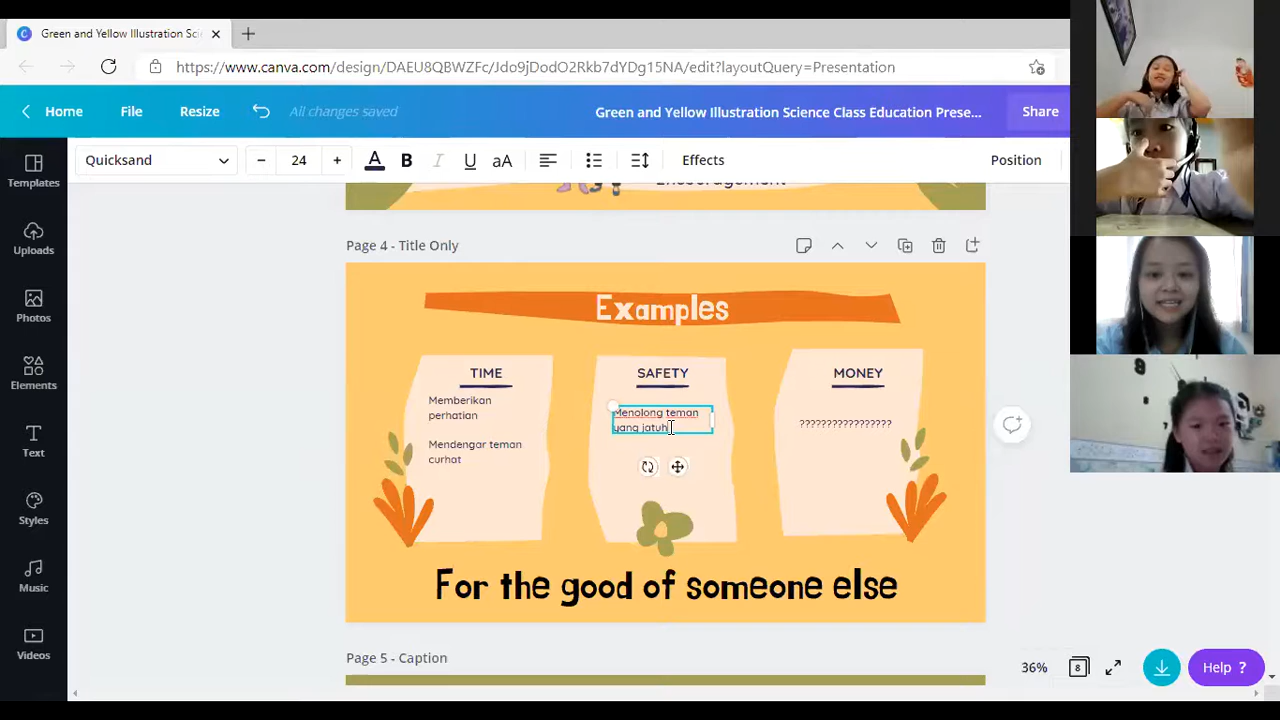 Green and Yellow Illustration Sci
https://www.canva.com/design/DAEU8QBWZFc/Jdo9jDodO2Rkb7dYDg15NA/edit?layoutQuery=Presentation
Home
File
Resize
All changes saved
Green and Yellow Illustration Science Class Education Prese...
Share
Quicksand
24
A
B
I
U
aA
Effects
Position
Templates
Uploads
Photos
Elements
Text
Styles
Music
Videos
Encouragement
Page 4 - Title Only
Examples
TIME
Memberikan
perhatian
Mendengar teman
curhat
SAFETY
Menolong teman
yang jatuh
MONEY
????????????????
For the good of someone else
Page 5 - Caption
36%
8
Help ?